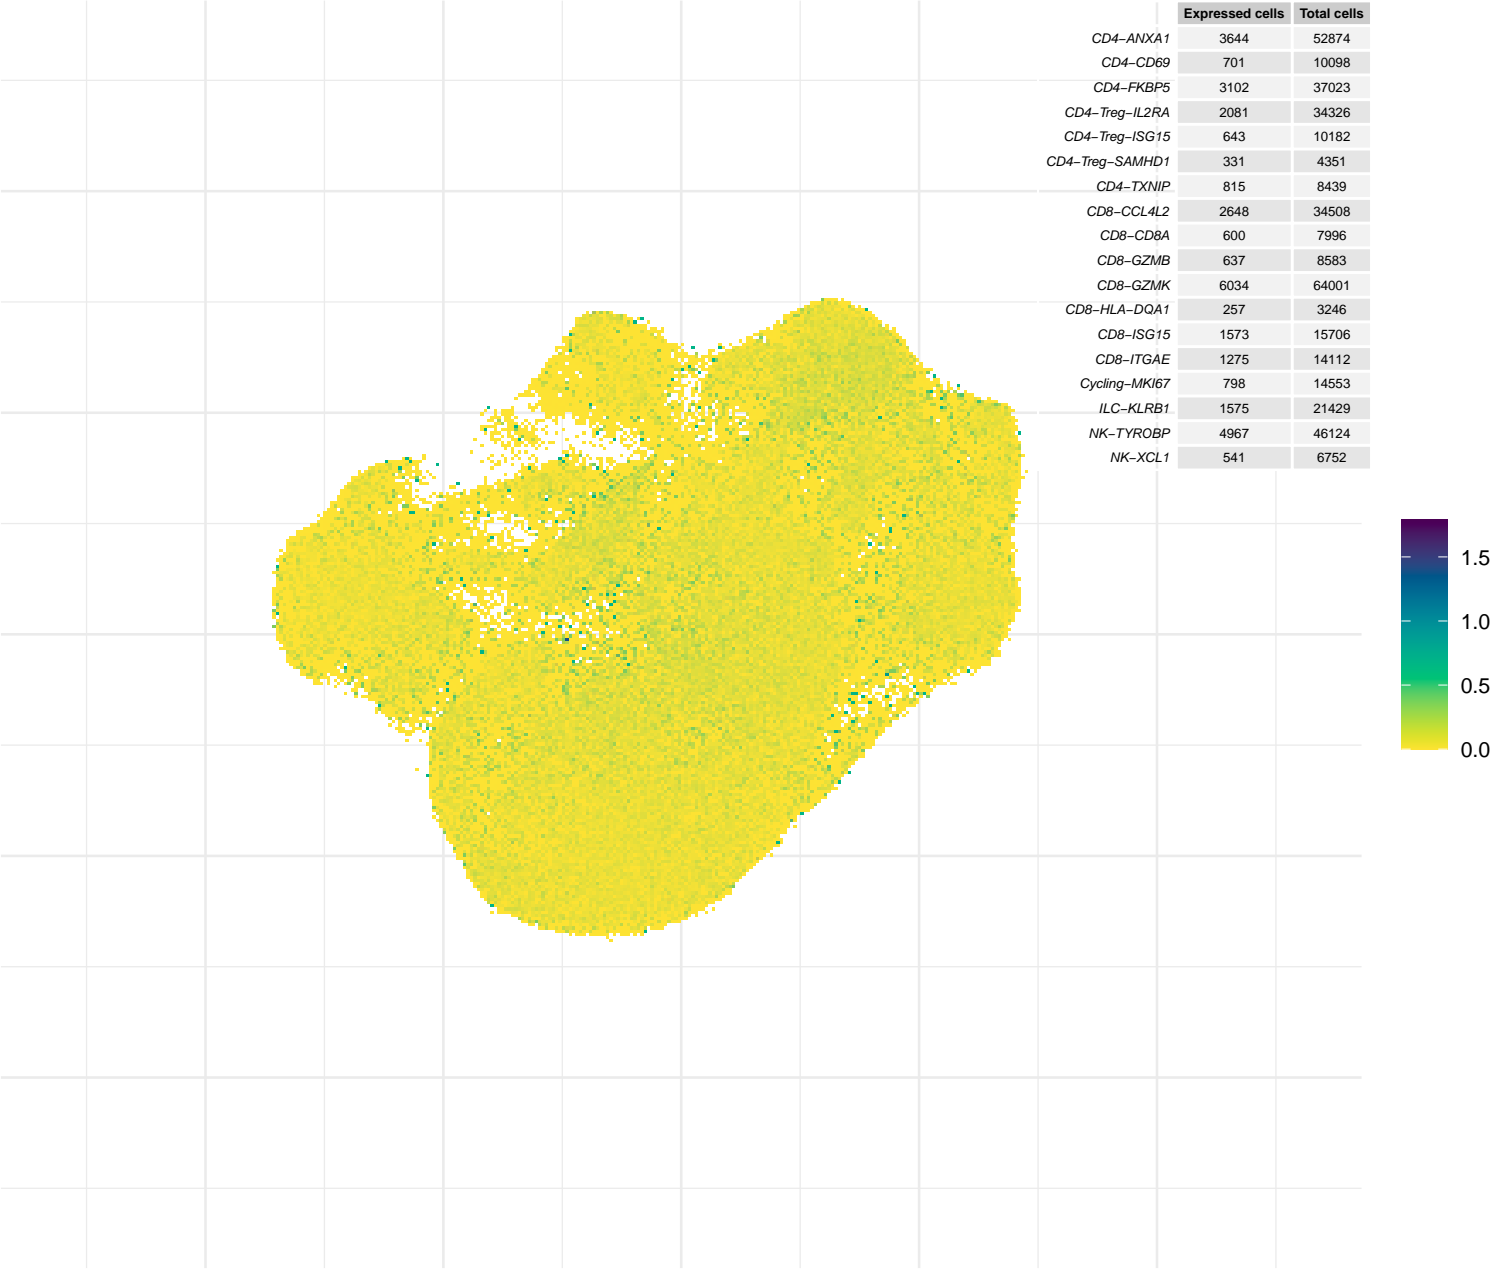 Expressed cells Total cells
CD4−ANXA1 3644 52874
CD4−CD69 701 10098
CD4−FKBP5 3102 37023
CD4−Treg−IL2RA 2081 34326
CD4−Treg−ISG15 643 10182
CD4−Treg−SAMHD1 331 4351
CD4−TXNIP 815 8439
CD8−CCL4L2 2648 34508
CD8−CD8A 600 7996
CD8−GZMB 637 8583
CD8−GZMK 6034 64001
CD8−HLA−DQA1 257 3246
CD8−ISG15 1573 15706
CD8−ITGAE 1275 14112
Cycling−MKI67 798 14553
ILC−KLRB1 1575 21429
NK−TYROBP 4967 46124
NK−XCL1 541 6752
1.5
1.0
0.5
0.0